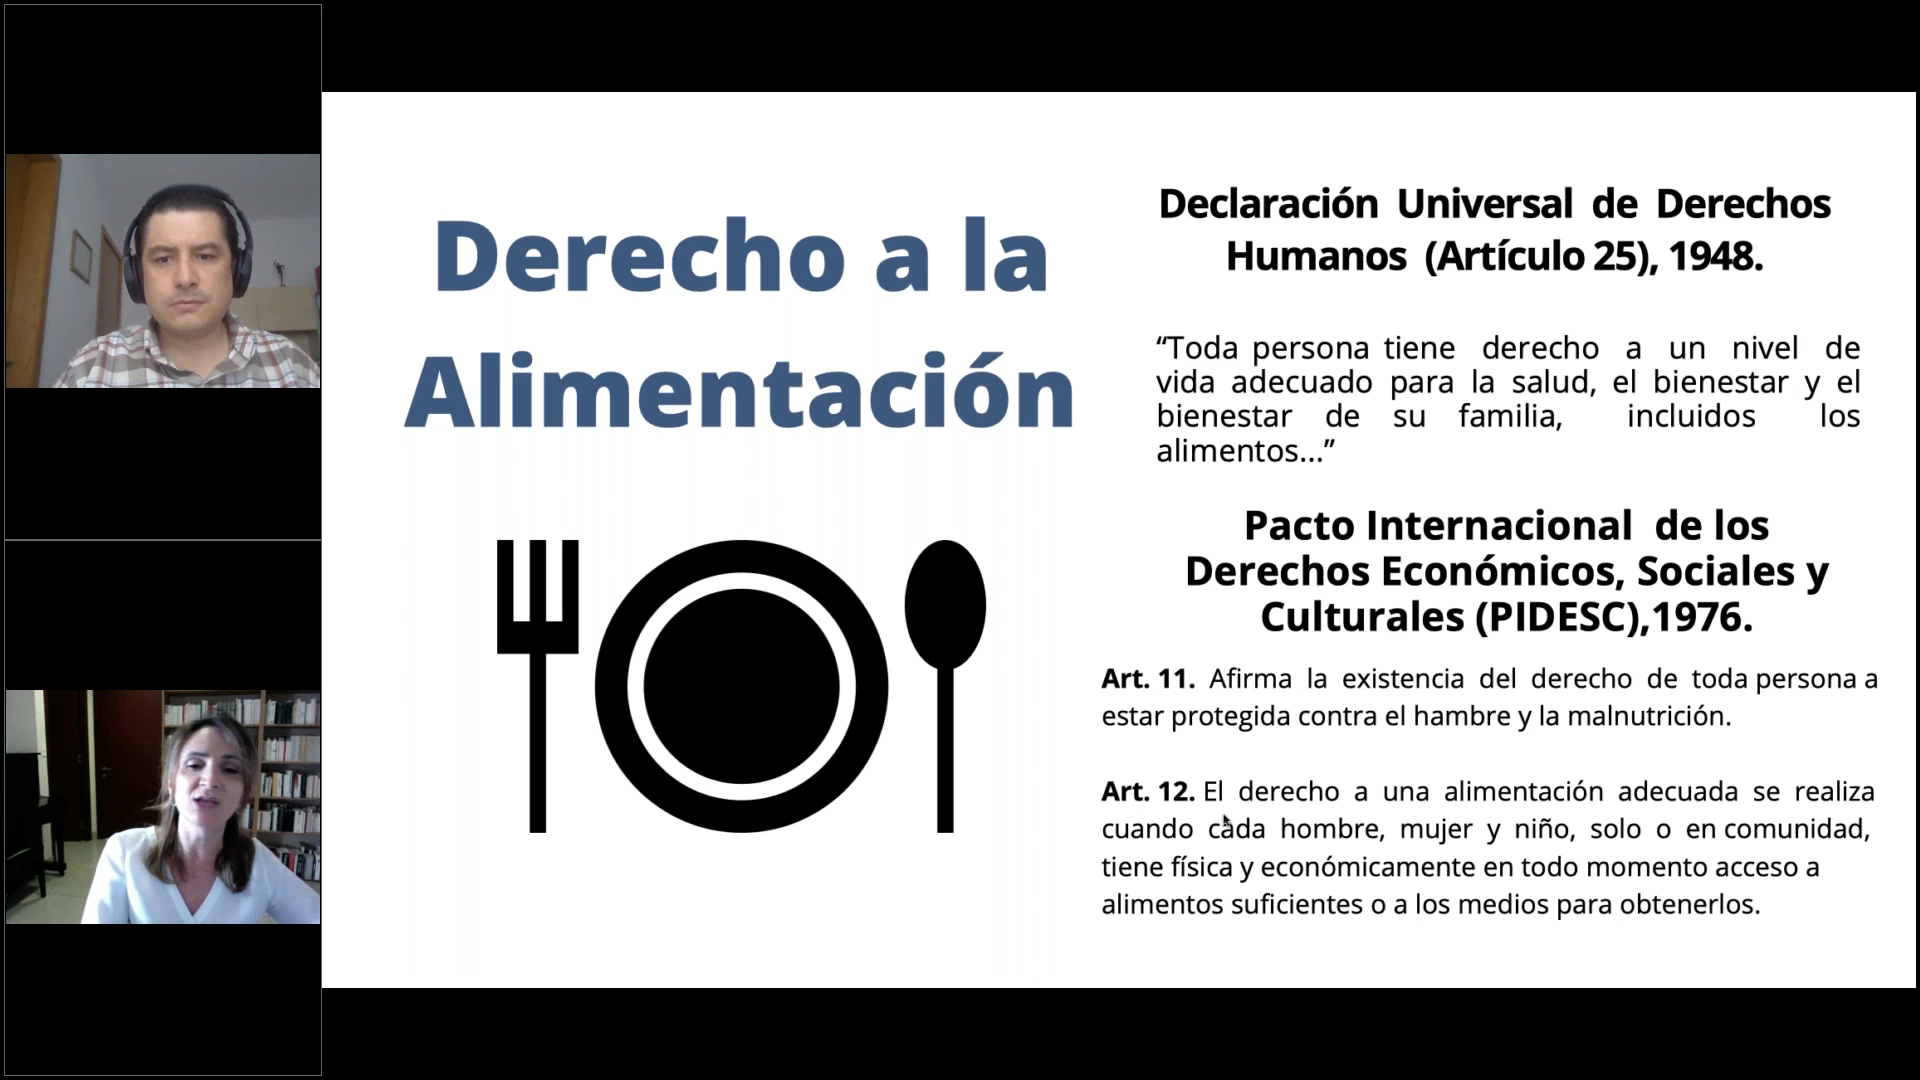 Derecho a la
Alimentación
Declaración Universal de Derechos
Humanos (Artículo 25), 1948.
“Toda persona tiene derecho a un nivel de
vida adecuado para la salud, el bienestar y el
bienestar de su familia, incluidos los
alimentos...”
Pacto Internacional de los
Derechos Económicos, Sociales y
Culturales (PIDESC),1976.
Art. 11. Afirma la existencia del derecho de toda persona a
estar protegida contra el hambre y la malnutrición.
Art. 12. El derecho a una alimentación adecuada se realiza
cuando cada hombre, mujer y niño, solo o en comunidad,
tiene física y económicamente en todo momento acceso a
alimentos suficientes o a los medios para obtenerlos.